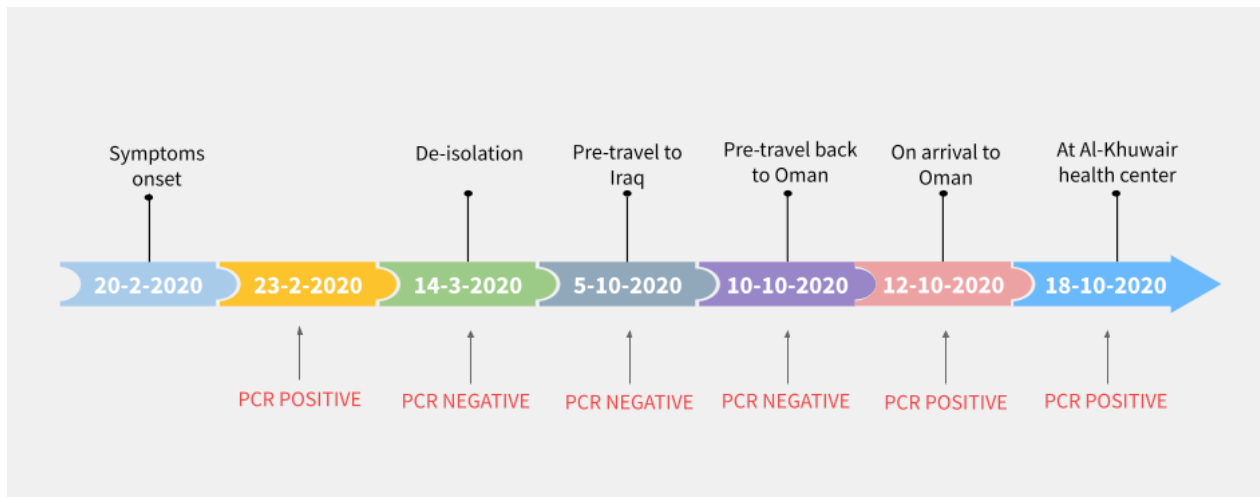 Symptoms
onset
De-isolation
Pre-travel to
Iraq
Pre-travel back
to Oman
On arrival to
Oman
At Al-Khuwair
health center
20-2-2020
23-2-2020
14-3-2020
5-10-2020
10-10-2020
12-10-2020
18-10-2020
PCR POSITIVE
PCR NEGATIVE
PCR NEGATIVE
PCR NEGATIVE
PCR POSITIVE
PCR POSITIVE